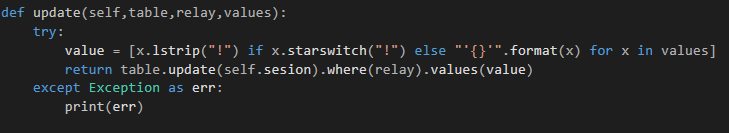 def update(self,table,relay,values):
    try:
        value = [x.lstrip("!") if x.starswitch("!") else "'{}'".format(x) for x in values]
        return table.update(self.sesion).where(relay).values(value)
    except Exception as err:
        print(err)